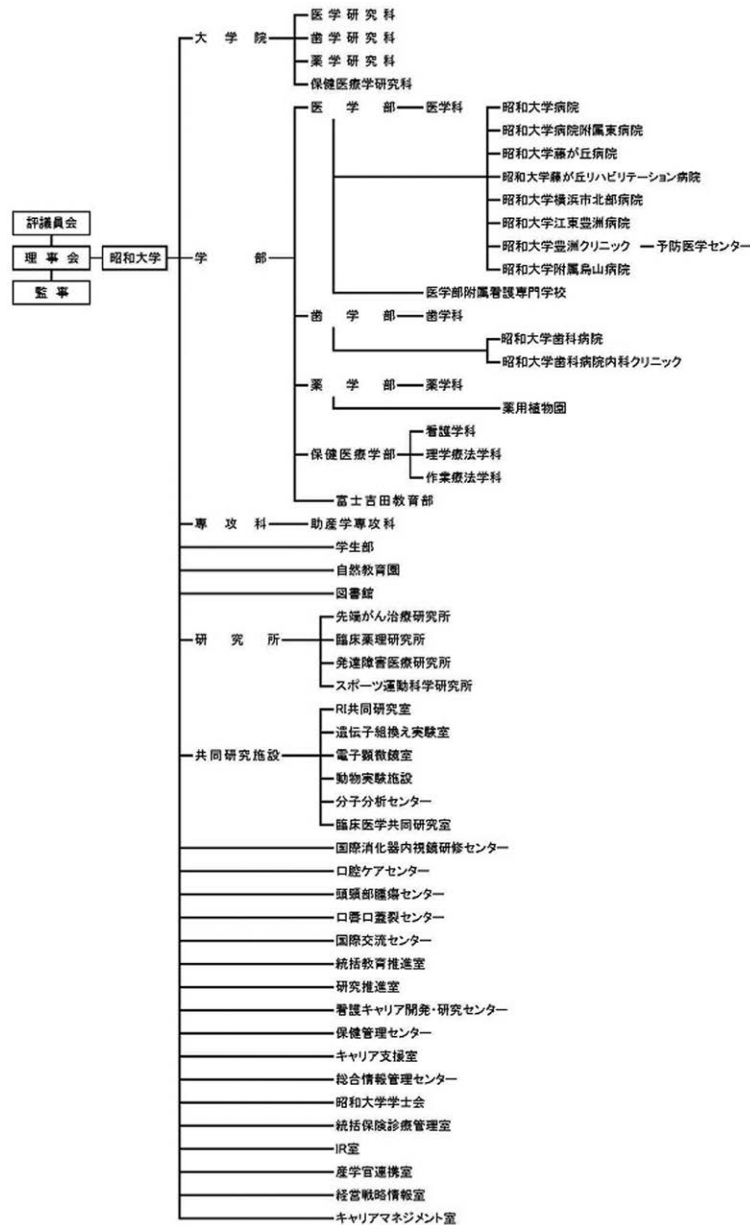 医学研究科
大学院
歯学研究科
薬学研究科
保健医療学研究科
医学部
医学科
昭和大学病院
昭和大学病院附属東病院
昭和大学藤が丘病院
昭和大学藤が丘リハビリテーション病院
昭和大学横浜市北部病院
昭和大学江東豊洲病院
昭和大学豊洲クリニック
予防医学センター
昭和大学附属烏山病院
評議員会
理事会
昭和大学
学部
監事
医学部附属看護専門学校
歯学部
歯学科
昭和大学歯科病院
昭和大学歯科病院内科クリニック
薬学部
薬学科
薬用植物園
看護学科
保健医療学部
理学療法学科
作業療法学科
富士吉田教育部
専攻科
助産学専攻科
学生部
自然教育園
図書館
先端がん治療研究所
研究所
臨床薬理研究所
発達障害医療研究所
スポーツ運動科学研究所
RI共同研究室
遺伝子組換え実験室
共同研究施設
電子顕微鏡室
動物実験施設
分子分析センター
臨床医学共同研究室
国際消化器内視鏡研修センター
口腔ケアセンター
頭頸部腫瘍センター
口唇口蓋裂センター
国際交流センター
統括教育推進室
研究推進室
看護キャリア開発・研究センター
保健管理センター
キャリア支援室
総合情報管理センター
昭和大学学士会
統括保険診療管理室
IR室
産学官連携室
経営戦略情報室
キャリアマネジメント室